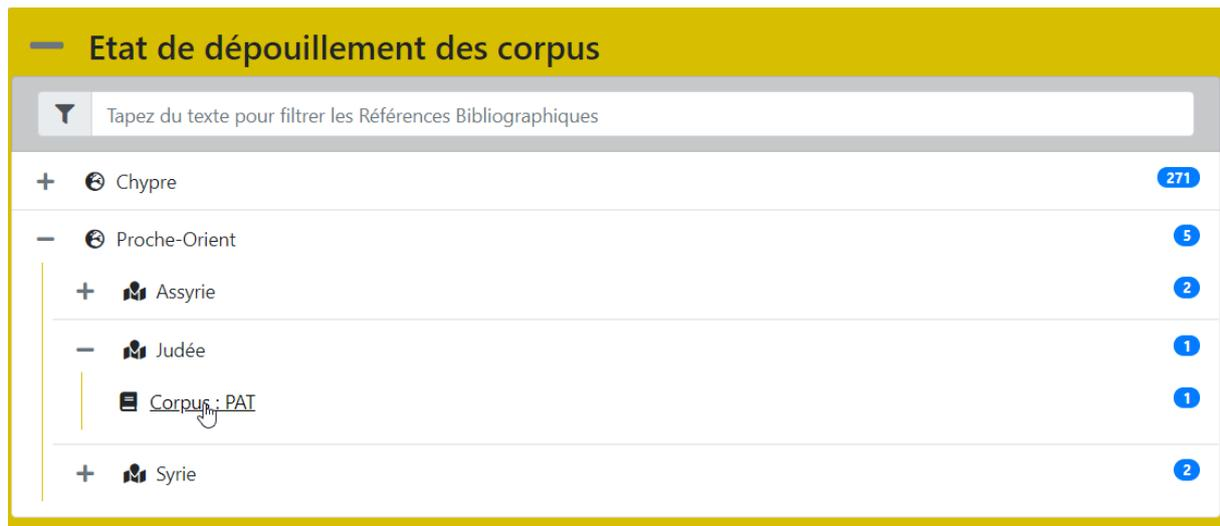 Etat de dépouillement des corpus
Tapez du texte pour filtrer les Références Bibliographiques
Chypre 271
Proche-Orient 5
Assyrie 2
Judée 1
Corpus : PAT 1
Syrie 2